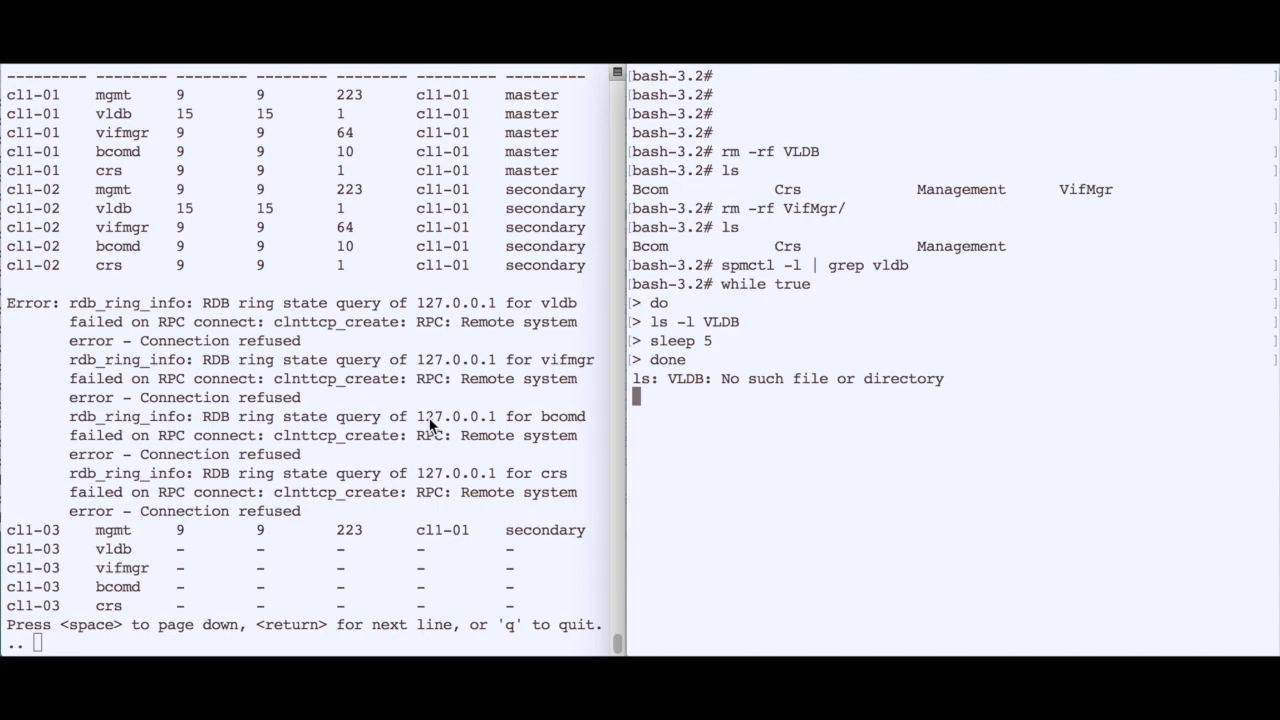 --------- -------- -------- -------- -------- --------- ---------
cl1-01 mgmt 9 9 223 cl1-01 master
cl1-01 vldb 15 15 1 cl1-01 master
cl1-01 vifmgr 9 9 64 cl1-01 master
cl1-01 bcomd 9 9 10 cl1-01 master
cl1-01 crs 9 9 1 cl1-01 master
cl1-02 mgmt 9 9 223 cl1-01 secondary
cl1-02 vldb 15 15 1 cl1-01 secondary
cl1-02 vifmgr 9 9 64 cl1-01 secondary
cl1-02 bcomd 9 9 10 cl1-01 secondary
cl1-02 crs 9 9 1 cl1-01 secondary
Error: rdb_ring_info: RDB ring state query of 127.0.0.1 for vldb
failed on RPC connect: clnttcp_create: RPC: Remote system
error - Connection refused
rdb_ring_info: RDB ring state query of 127.0.0.1 for vifmgr
failed on RPC connect: clnttcp_create: RPC: Remote system
error - Connection refused
rdb_ring_info: RDB ring state query of 127.0.0.1 for bcomd
failed on RPC connect: clnttcp_create: RPC: Remote system
error - Connection refused
rdb_ring_info: RDB ring state query of 127.0.0.1 for crs
failed on RPC connect: clnttcp_create: RPC: Remote system
error - Connection refused
cl1-03 mgmt 9 9 223 cl1-01 secondary
cl1-03 vldb - - - - -
cl1-03 vifmgr - - - - -
cl1-03 bcomd - - - - -
cl1-03 crs - - - - -
Press <space> to page down, <return> for next line, or 'q' to quit.
..
[bash-3.2# ]
[bash-3.2# ]
[bash-3.2# ]
[bash-3.2# ]
[bash-3.2# rm -rf VLDB ]
[bash-3.2# ls ]
Bcom Crs Management VifMgr
[bash-3.2# rm -rf VifMgr/ ]
[bash-3.2# ls ]
Bcom Crs Management
[bash-3.2# spmctl -l | grep vldb ]
[bash-3.2# while true ]
[> do ]
[> ls -l VLDB ]
[> sleep 5 ]
[> done ]
ls: VLDB: No such file or directory